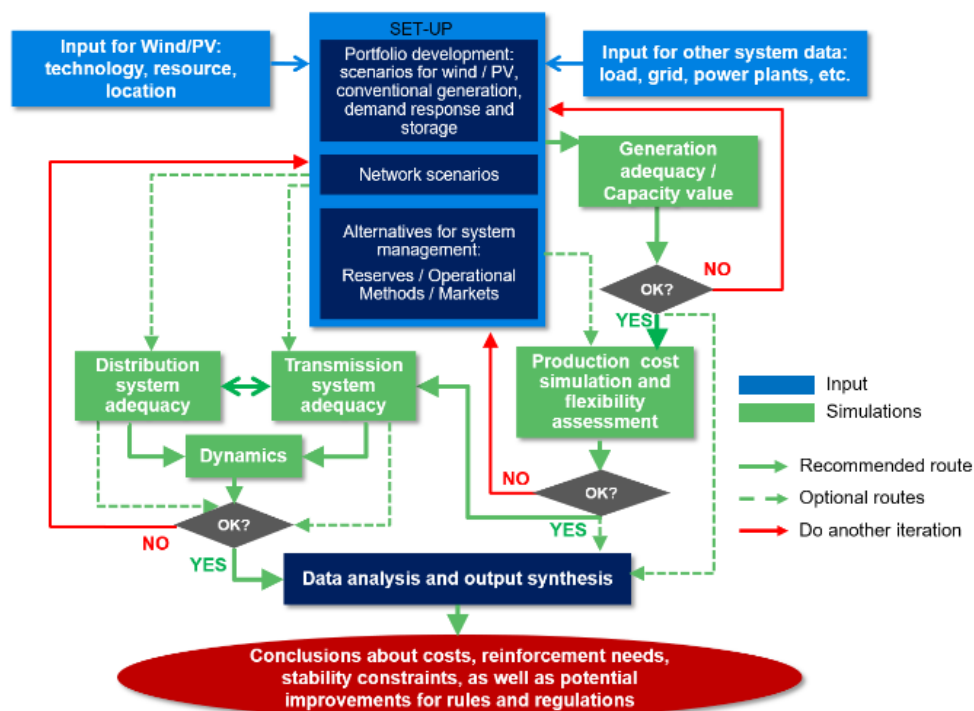 SET-UP
Input for Wind/PV:
technology, resource,
location
Portfolio development:
scenarios for wind / PV,
conventional generation,
demand response and
storage
Input for other system data:
load, grid, power plants, etc.
Network scenarios
Generation
adequacy /
Capacity value
Alternatives for system
management:
Reserves / Operational
Methods / Markets
OK?
NO
YES
Distribution
system
adequacy
Transmission
system
adequacy
Production cost
simulation and
flexibility
assessment
Input
Simulations
Dynamics
Recommended route
Optional routes
Do another iteration
OK?
NO
YES
OK?
NO
YES
Data analysis and output synthesis
Conclusions about costs, reinforcement needs,
stability constraints, as well as potential
improvements for rules and regulations